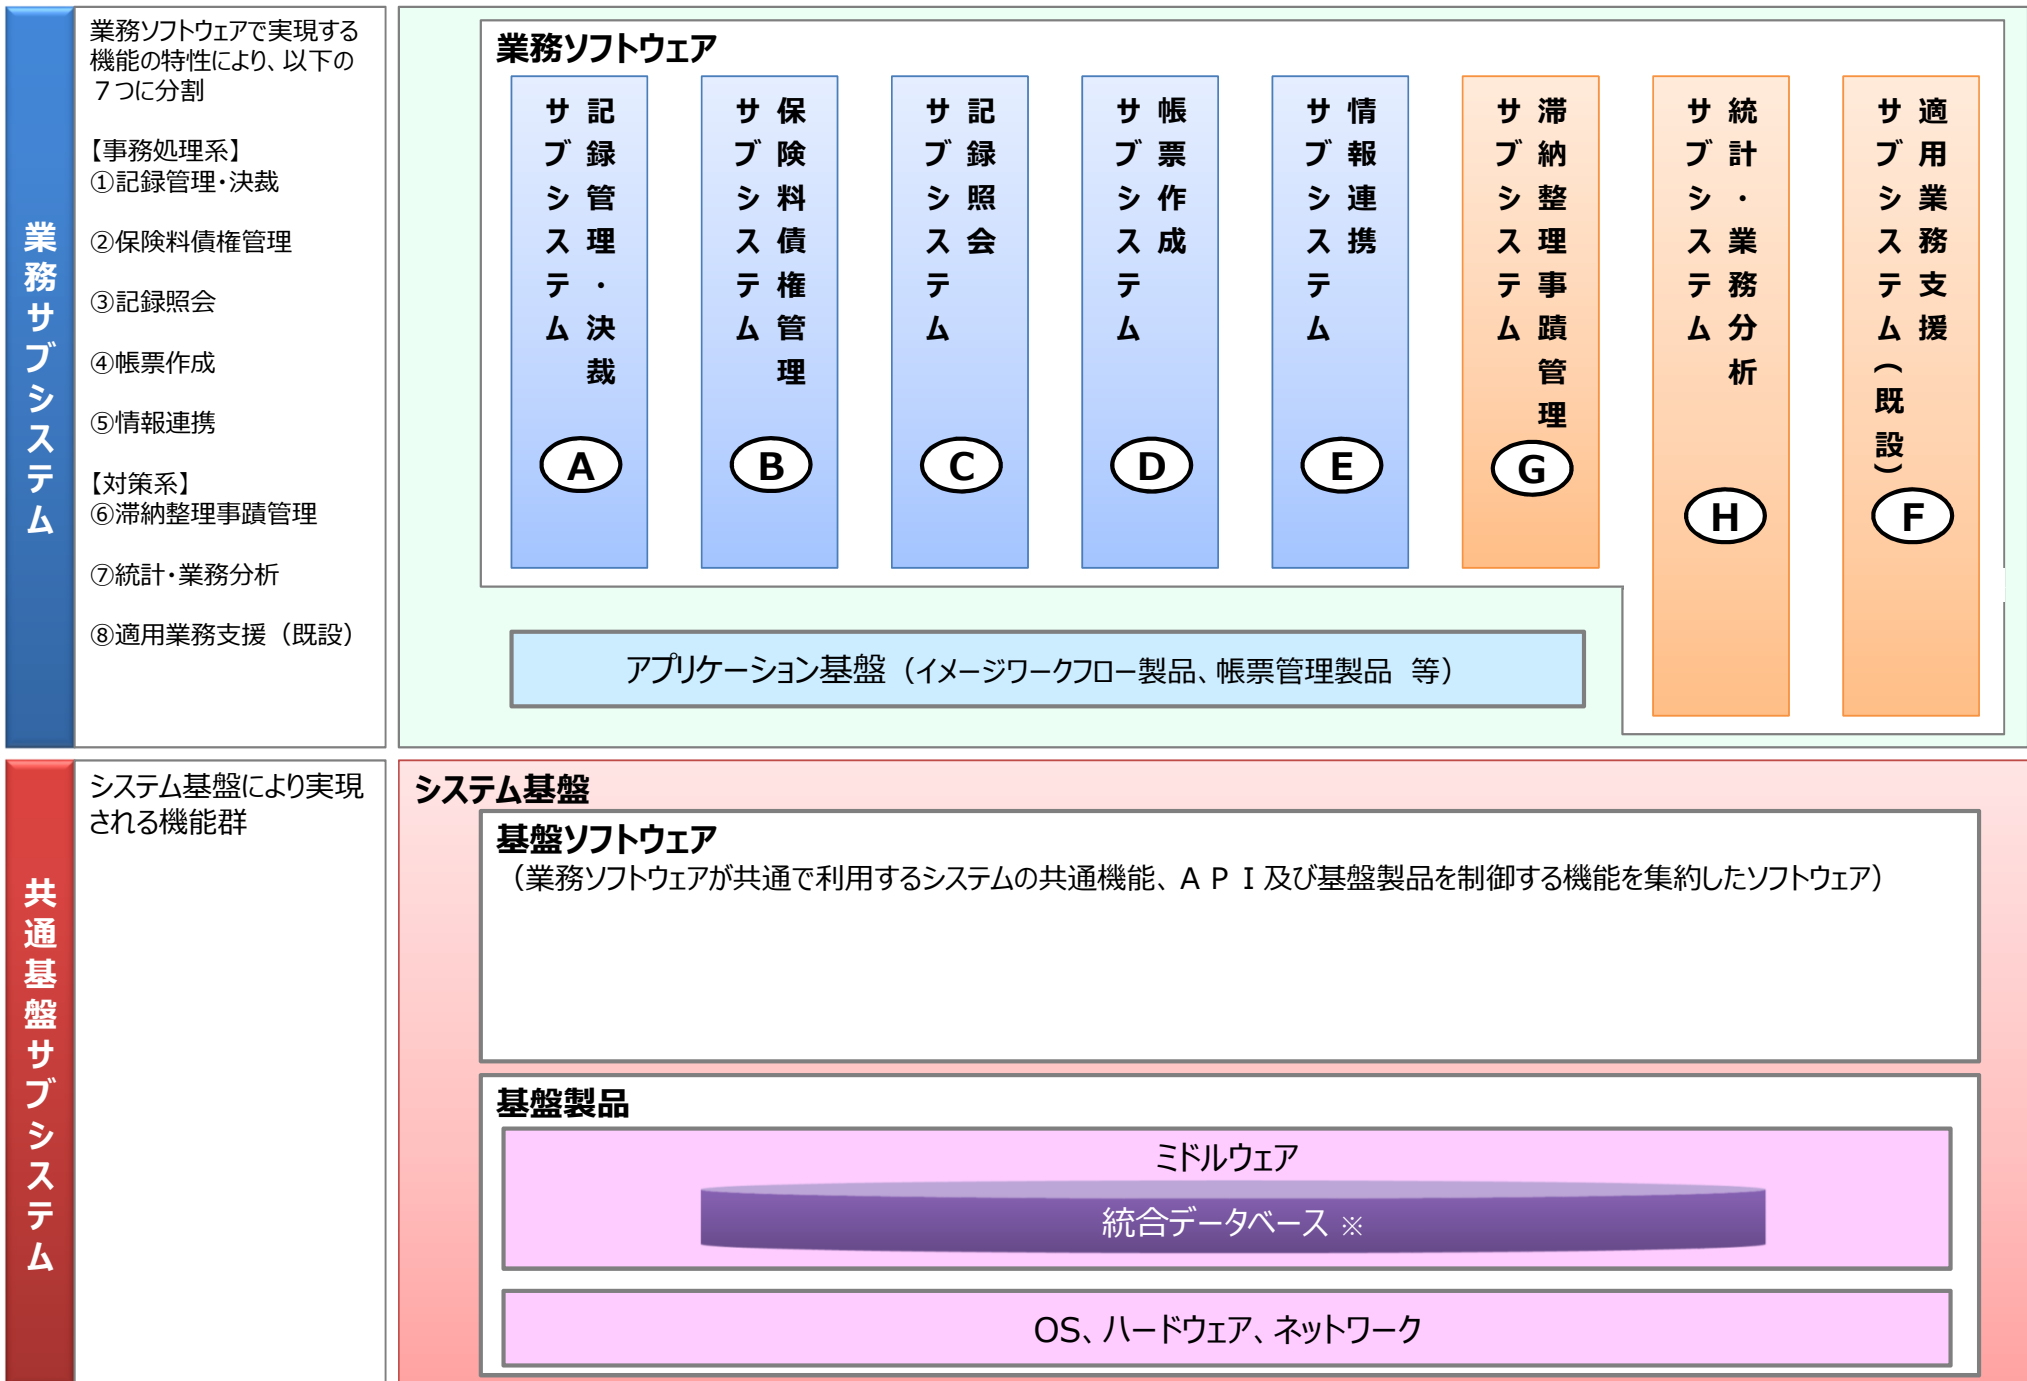 業務サブシステム
業務ソフトウェアで実現する
機能の特性により、以下の
７つに分割
【事務処理系】
①記録管理・決裁
②保険料債権管理
③記録照会
④帳票作成
⑤情報連携
【対策系】
⑥滞納整理事蹟管理
⑦統計・業務分析
⑧適用業務支援（既設）
業務ソフトウェア
記録管理・決裁
サブシステム
A
保険料債権管理
サブシステム
B
記録照会
サブシステム
C
帳票作成
サブシステム
D
情報連携
サブシステム
E
滞納整理事蹟管理
サブシステム
G
統計・業務分析
サブシステム
H
適用業務支援
サブシステム（既設）
F
アプリケーション基盤（イメージワークフロー製品、帳票管理製品　等）
共通基盤サブシステム
システム基盤により実現
される機能群
システム基盤
基盤ソフトウェア
（業務ソフトウェアが共通で利用するシステムの共通機能、ＡＰＩ及び基盤製品を制御する機能を集約したソフトウェア）
基盤製品
ミドルウェア
統合データベース ※
OS、ハードウェア、ネットワーク